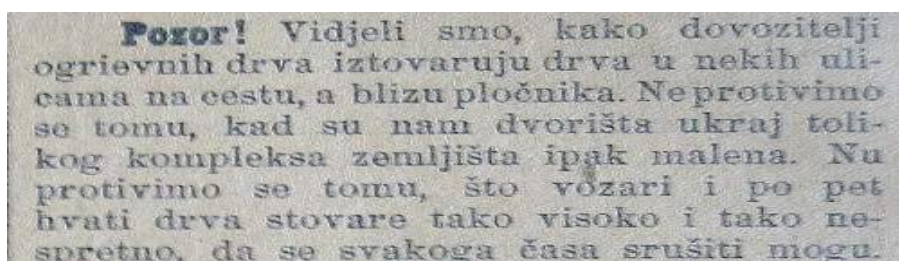 Pozor! Vidjeli smo, kako dovozitelji
ogrievnih drva iztovaruju drva u nekih uli-
cama na cestu, a blizu pločnika. Ne protivimo
se tomu, kad su nam dvorišta ukraj toli-
kog kompleksa zemljišta ipak malena. Nu
protivimo se tomu, što vozari i po pet
hvati drva stovare tako visoko i tako ne-
spretno, da se svakoga časa srušiti mogu.